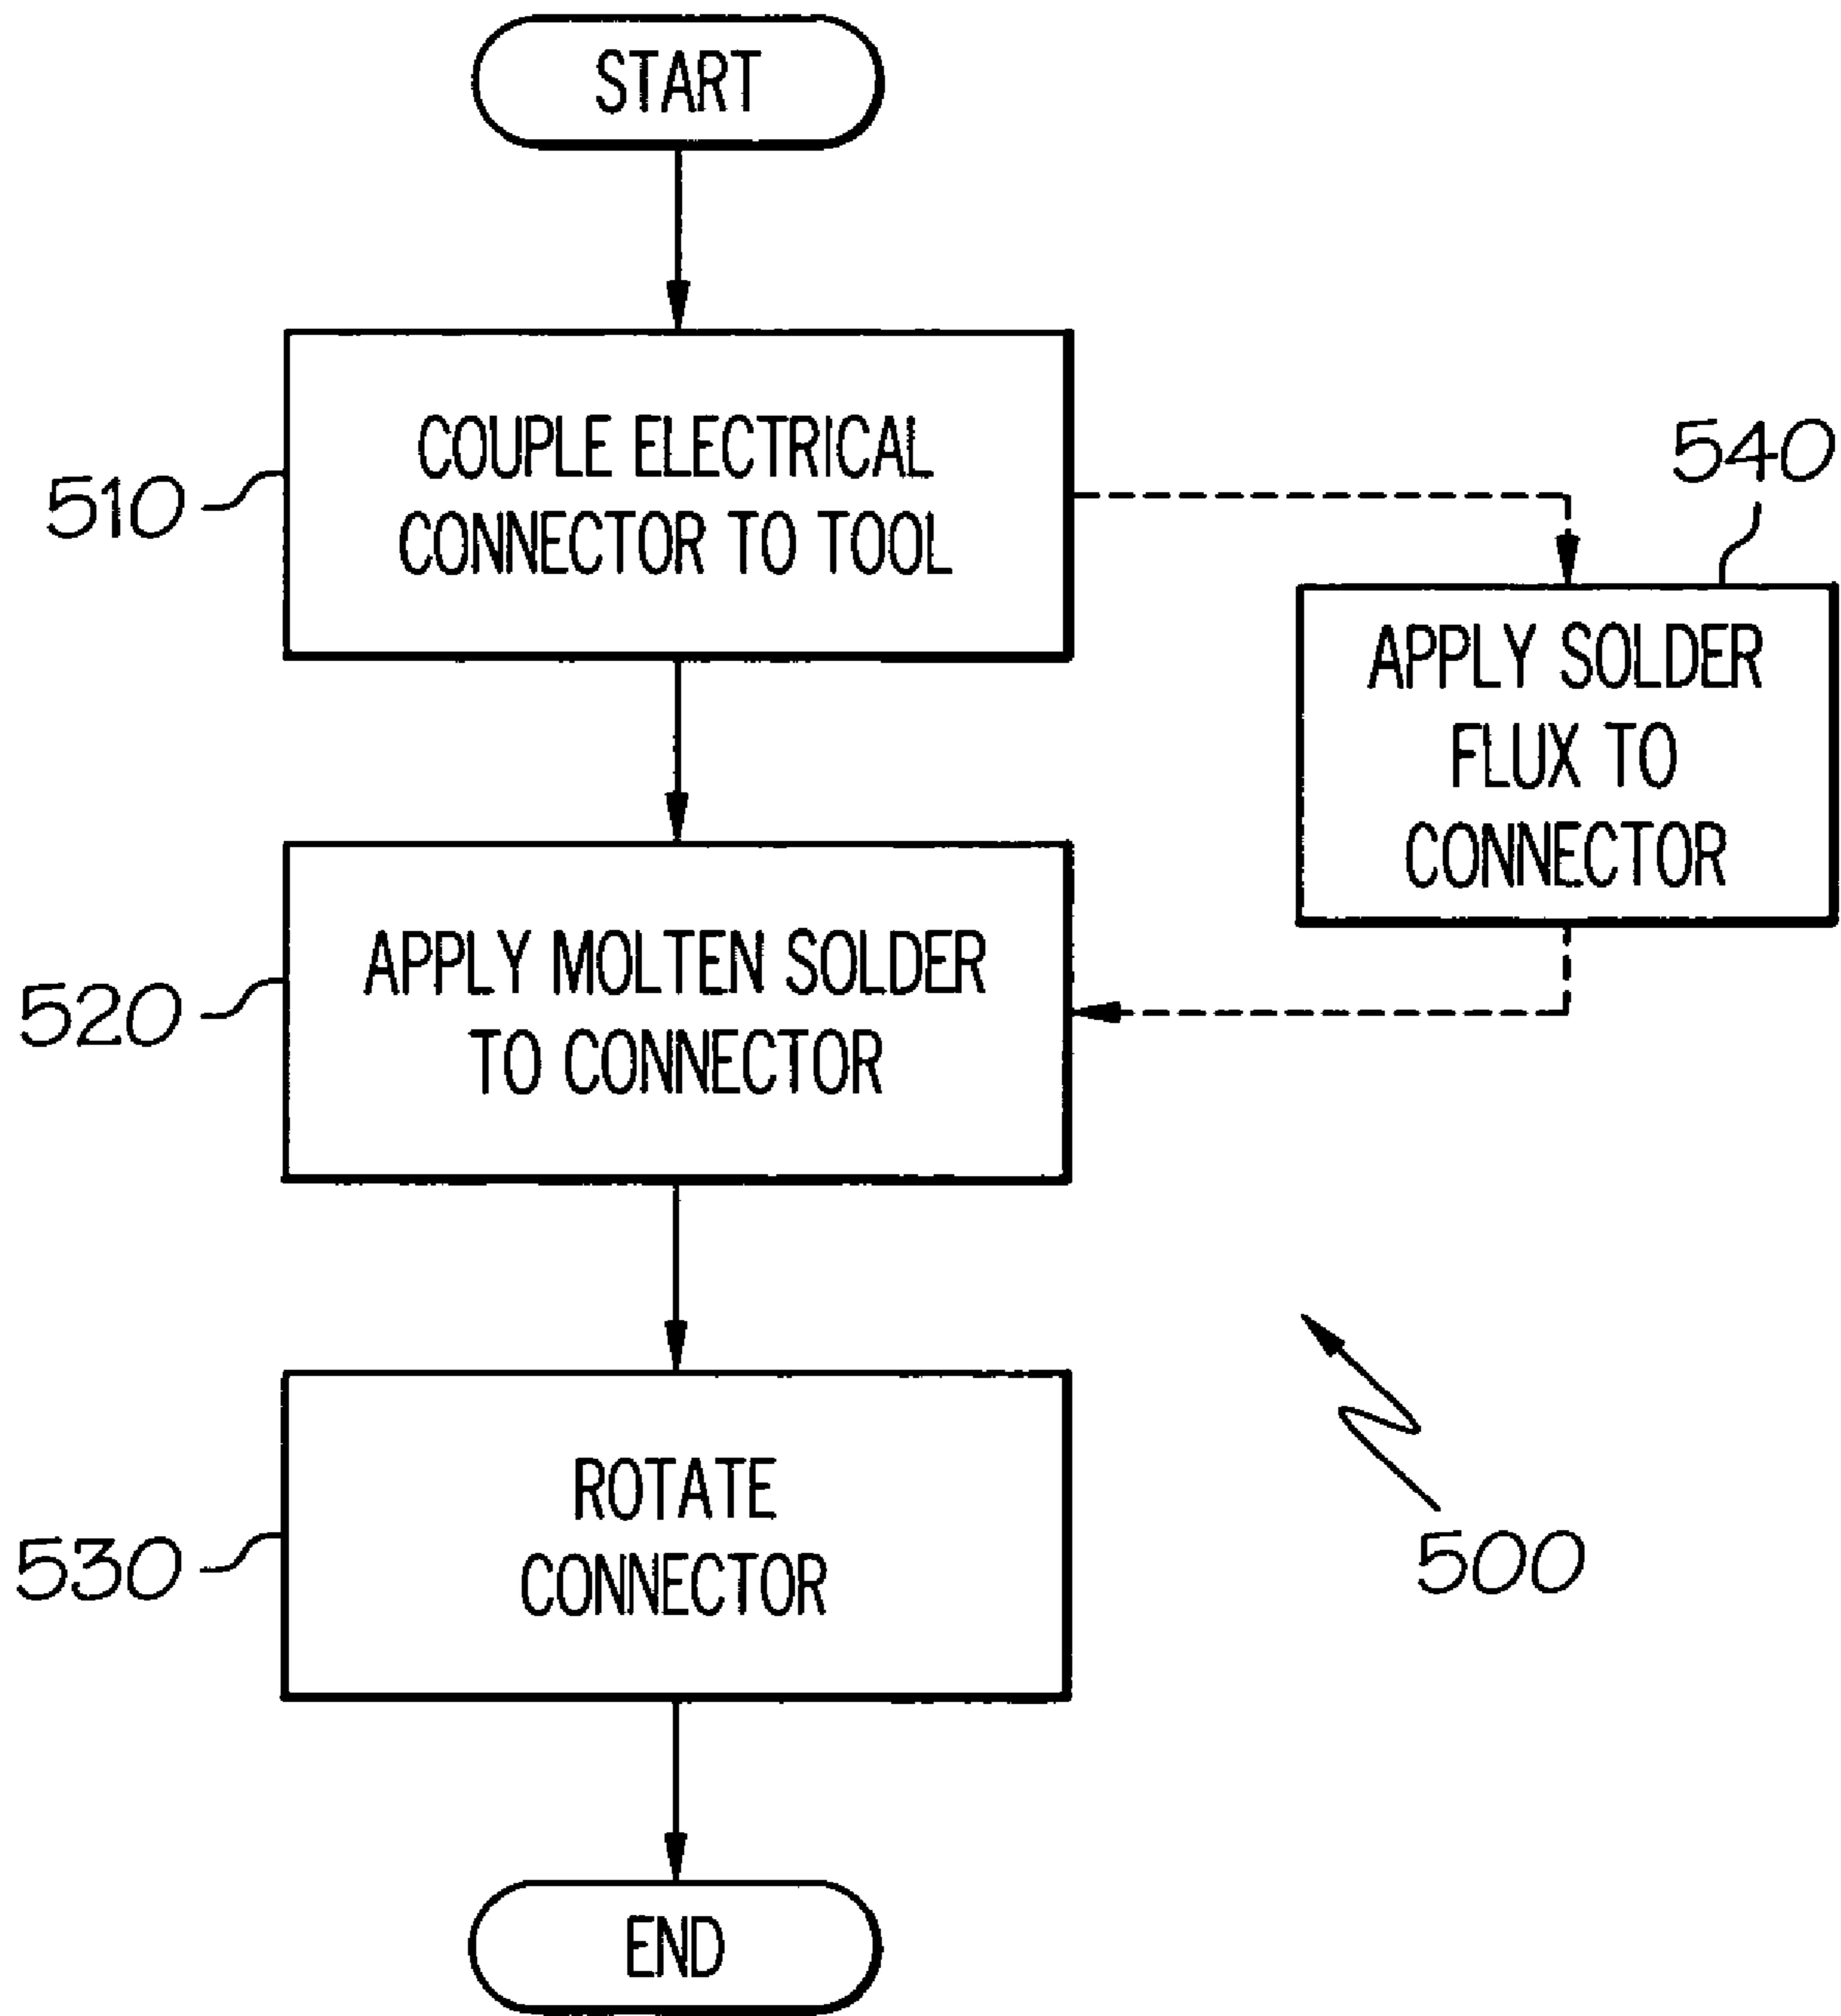 START
COUPLE ELECTRICAL
CONNECTOR TO TOOL
510
540
APPLY SOLDER
FLUX TO
CONNECTOR
APPLY MOLTEN SOLDER
TO CONNECTOR
520
ROTATE
CONNECTOR
530
500
END